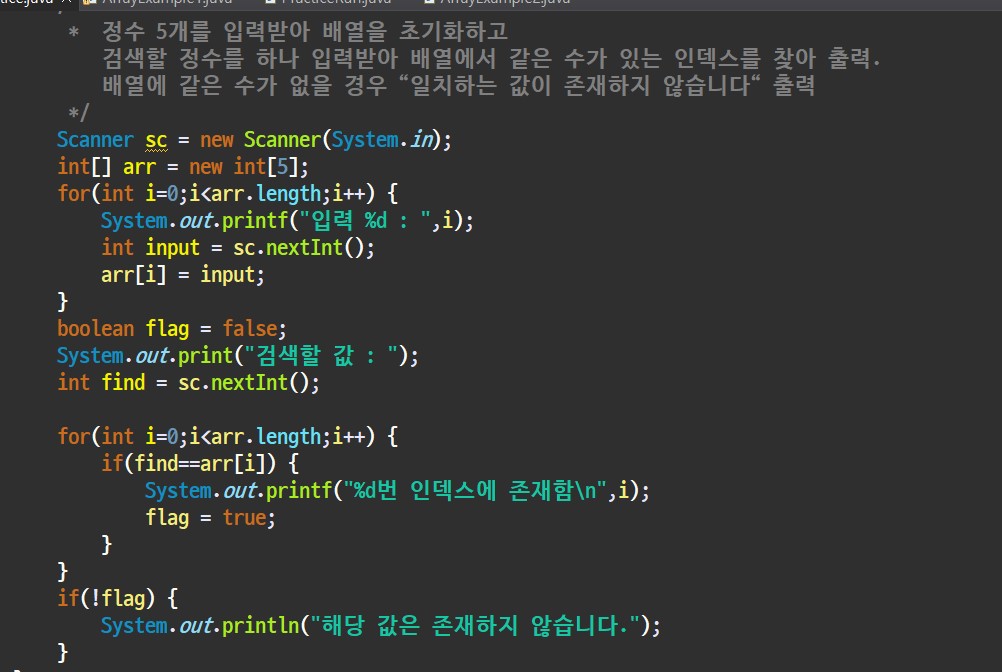 *  정수 5개를 입력받아 배열을 초기화하고
검색할 정수를 하나 입력받아 배열에서 같은 수가 있는 인덱스를 찾아 출력.
배열에 같은 수가 없을 경우 “일치하는 값이 존재하지 않습니다“ 출력
*/
Scanner sc = new Scanner(System.in);
int[] arr = new int[5];
for(int i=0;i<arr.length;i++) {
System.out.printf("입력 %d : ",i);
int input = sc.nextInt();
arr[i] = input;
}
boolean flag = false;
System.out.print("검색할 값 : ");
int find = sc.nextInt();
for(int i=0;i<arr.length;i++) {
if(find==arr[i]) {
System.out.printf("%d번 인덱스에 존재함\n",i);
flag = true;
}
}
if(!flag) {
System.out.println("해당 값은 존재하지 않습니다.");
}